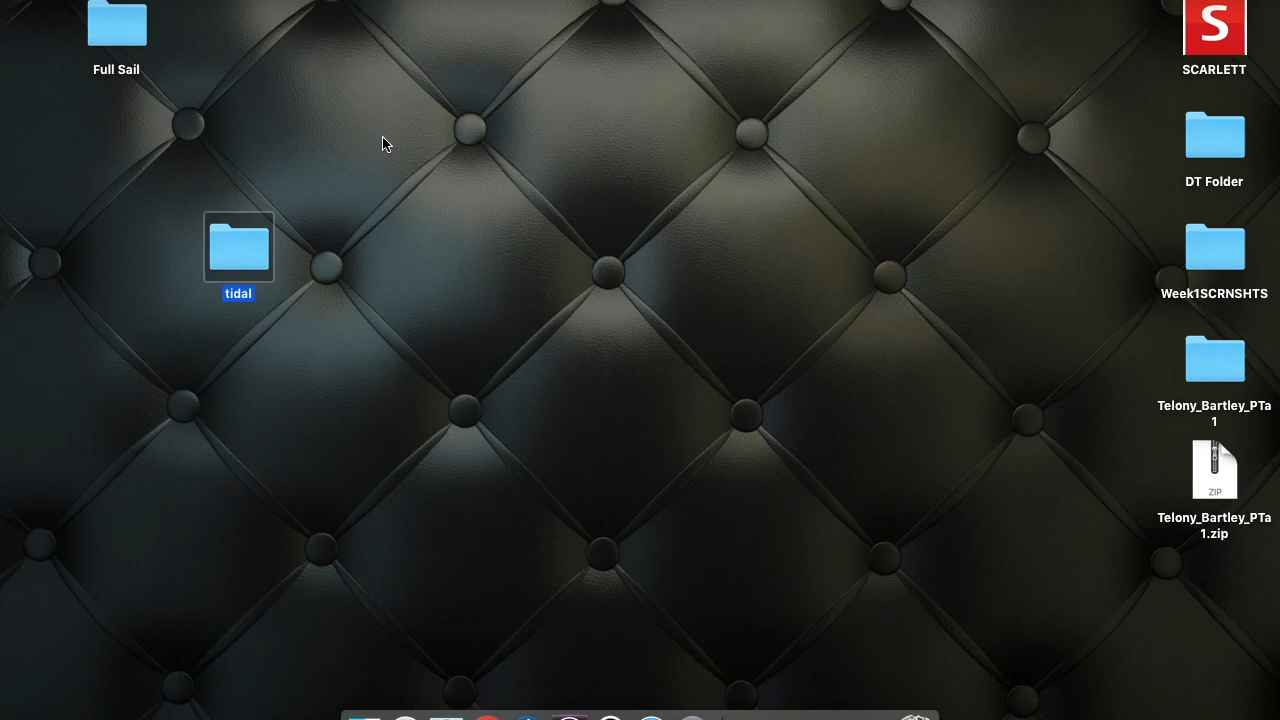 Full Sail
S
SCARLETT
DT Folder
tidal
Week1SCRNSHTS
Telony_Bartley_PTa
1
ZIP
Telony_Bartley_PTa
1.zip